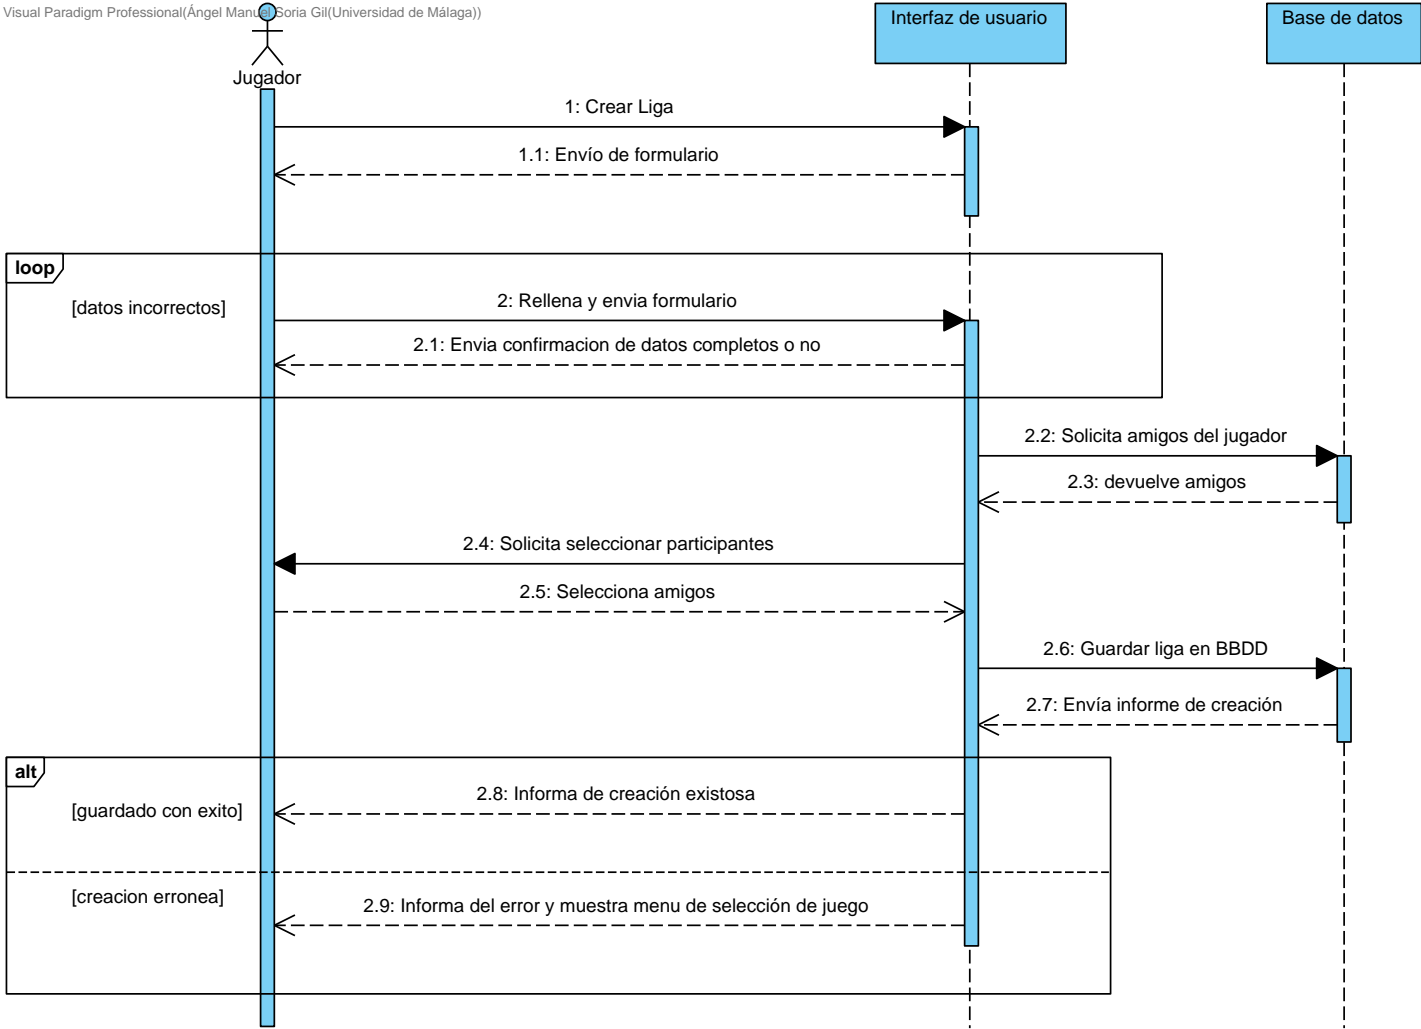 Visual Paradigm Professional(Ángel Manuel Soria Gil(Universidad de Málaga))
Jugador
Interfaz de usuario
Base de datos
1: Crear Liga
1.1: Envío de formulario
loop
[datos incorrectos]
2: Rellena y envia formulario
2.1: Envia confirmacion de datos completos o no
2.2: Solicita amigos del jugador
2.3: devuelve amigos
2.4: Solicita seleccionar participantes
2.5: Selecciona amigos
2.6: Guardar liga en BBDD
2.7: Envía informe de creación
alt
[guardado con exito]
2.8: Informa de creación existosa
[creacion erronea]
2.9: Informa del error y muestra menu de selección de juego